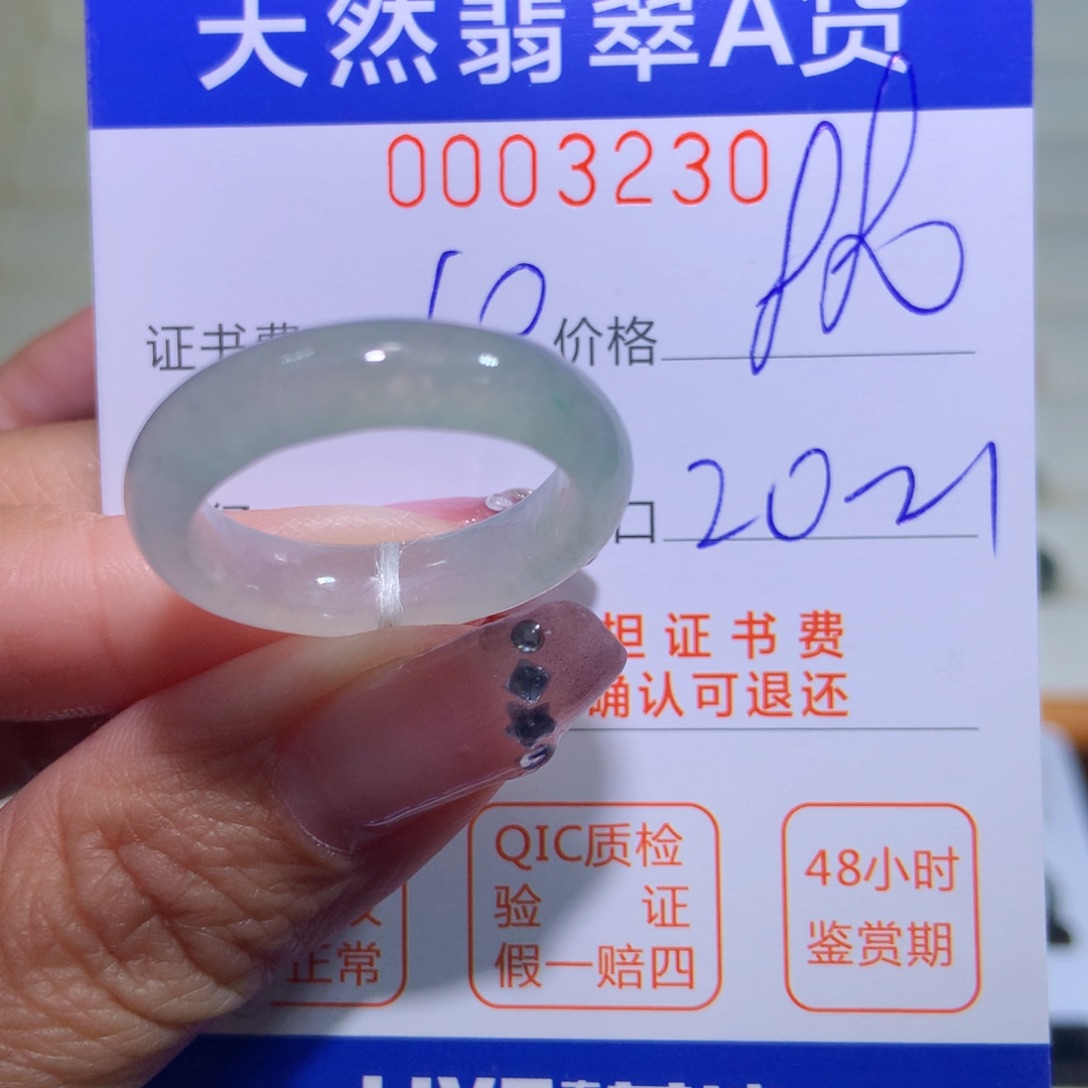 天然翡翠A货
0003230
证书费 10 价格
口 2021
担证书费
确认可退还
正常
QIC质检
验证
假一赔四
48小时
鉴赏期